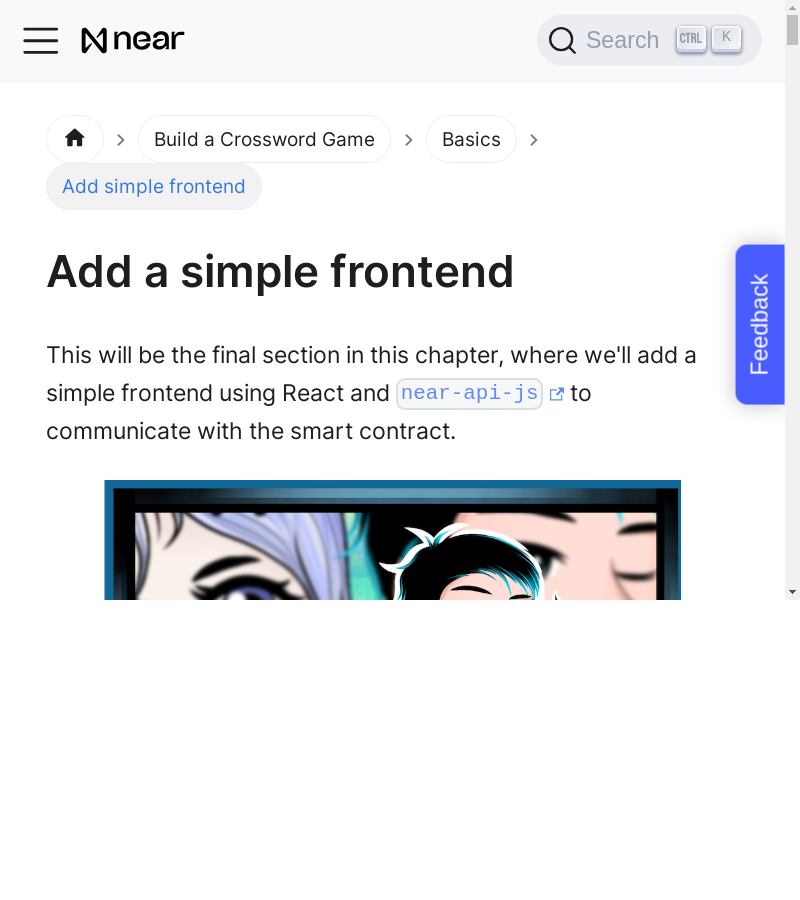 near
Search CTRL K
Build a Crossword Game
Basics
Add simple frontend
Add a simple frontend
Feedback
This will be the final section in this chapter, where we'll add a
simple frontend using React and near-api-js to
communicate with the smart contract.